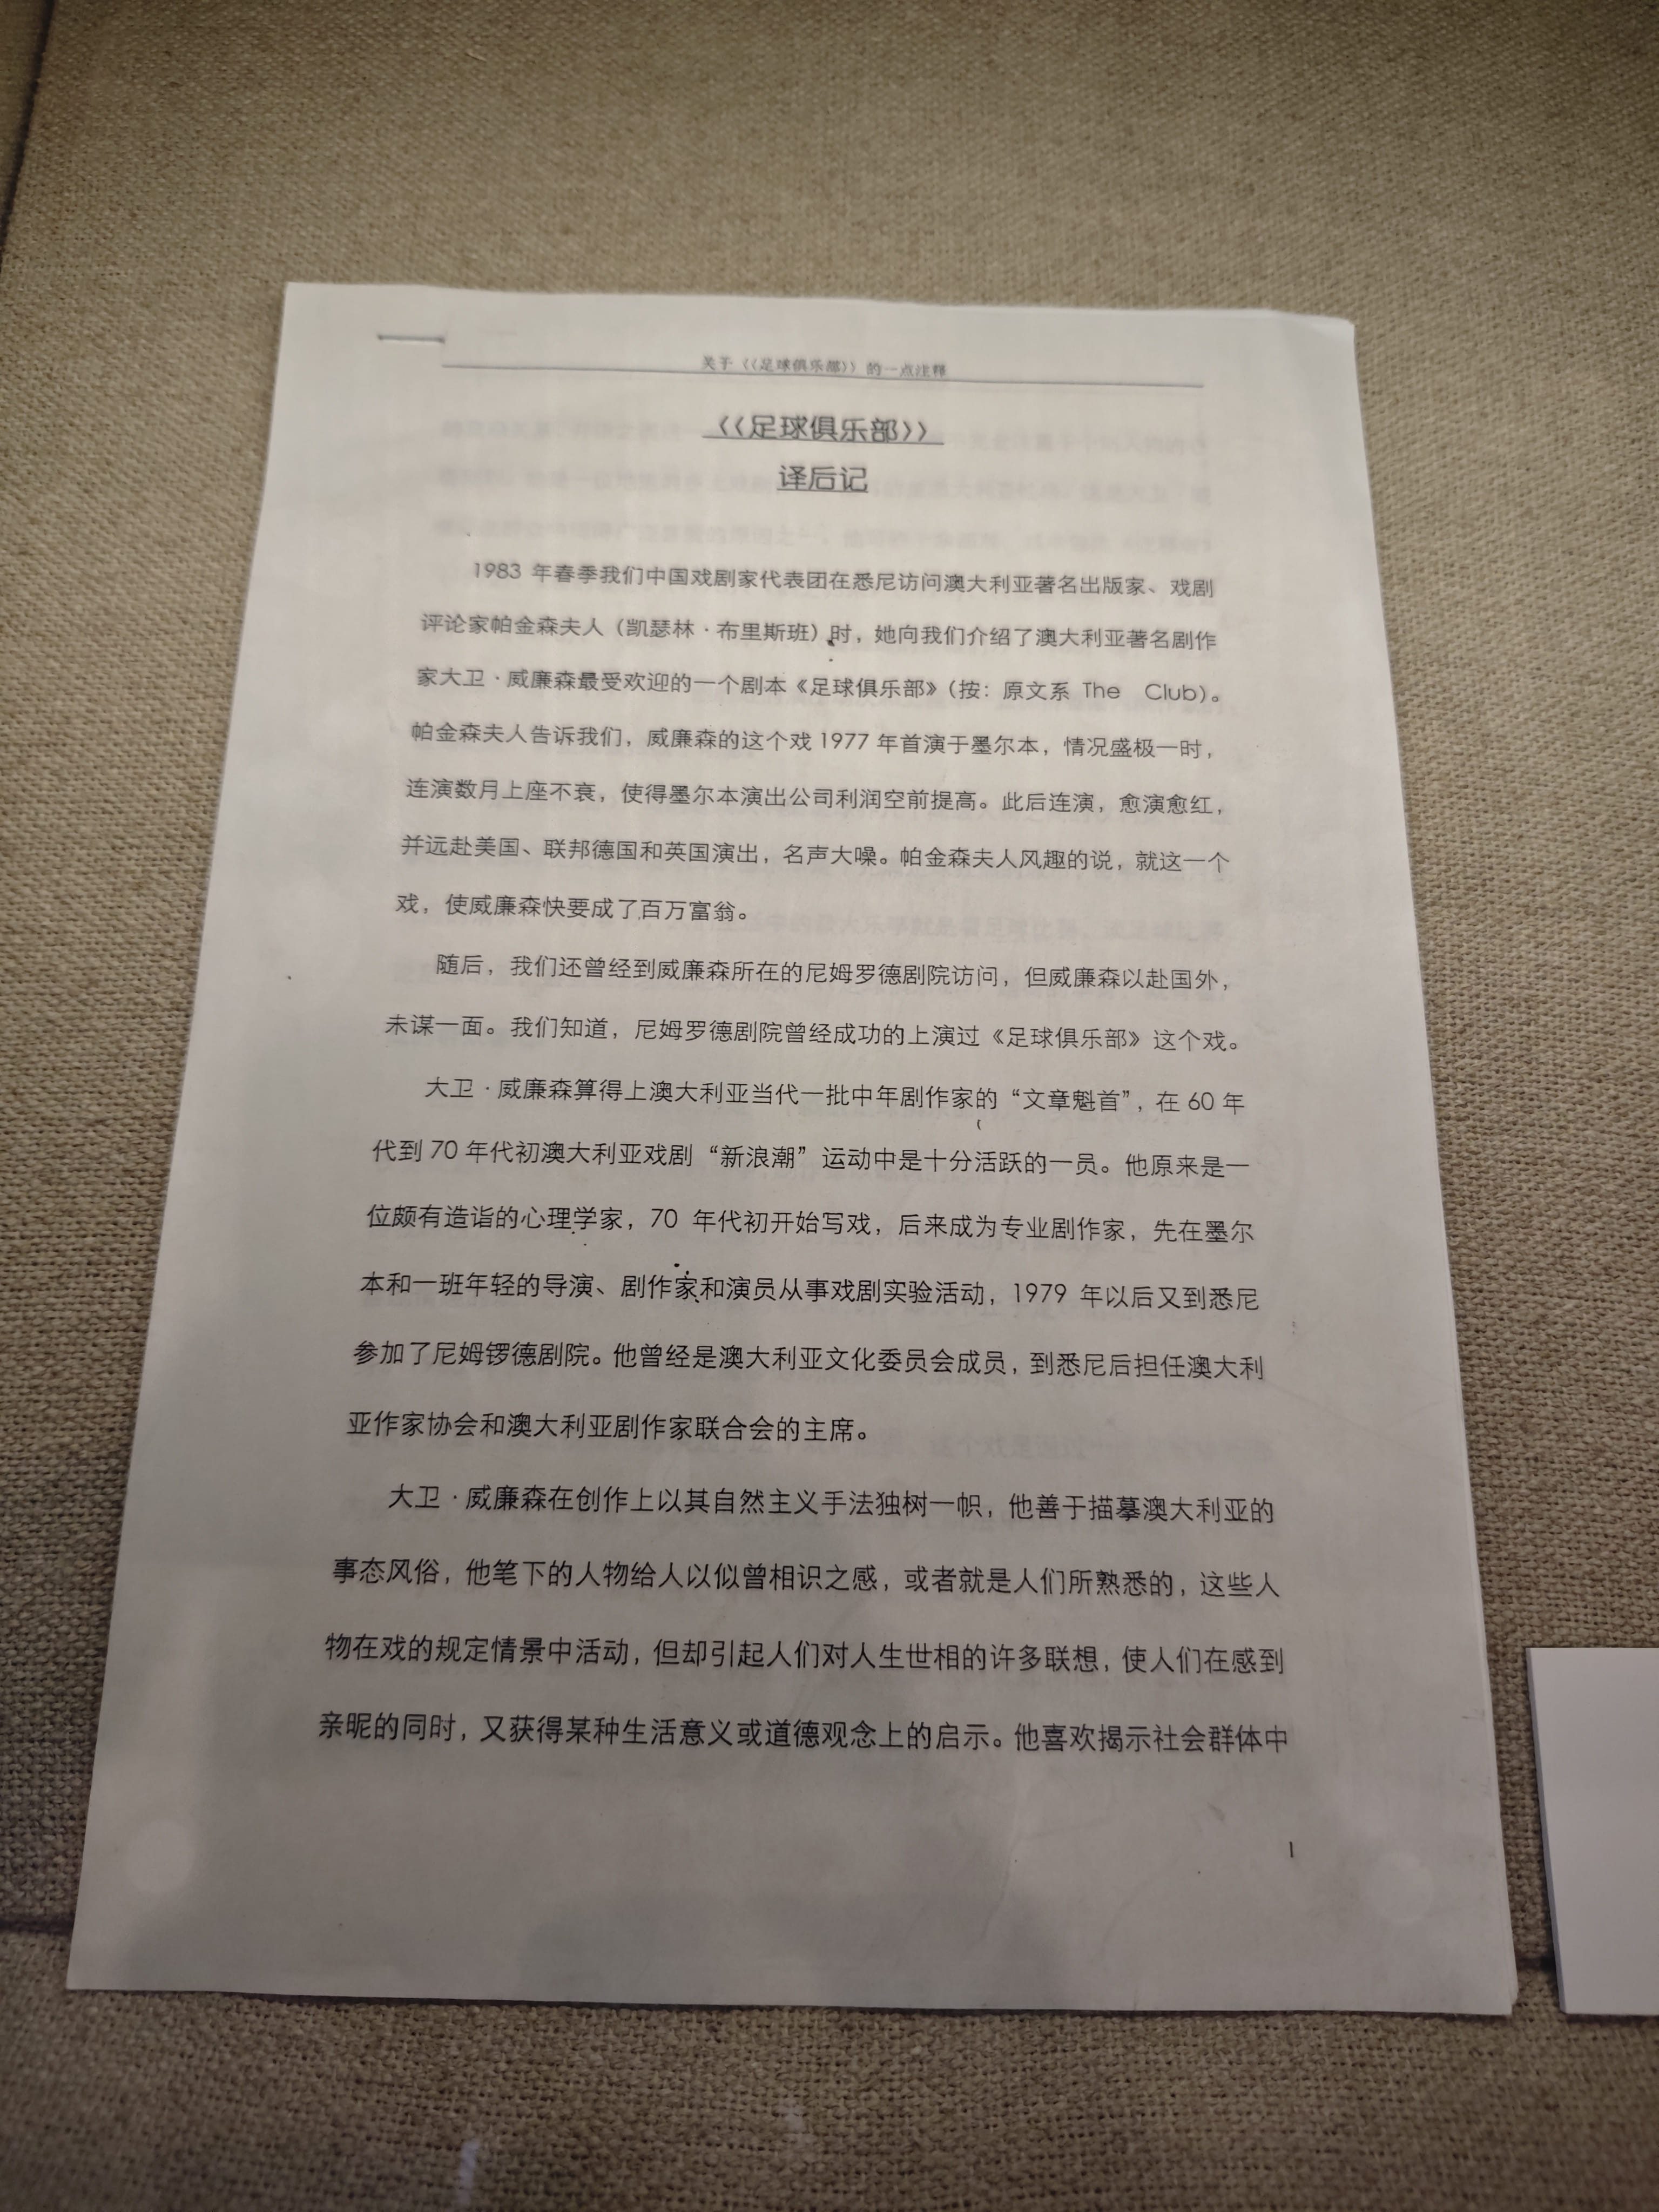 关于《〈足球俱乐部〉》的一点注释
《〈足球俱乐部〉》
译后记
1983 年春季我们中国戏剧家代表团在悉尼访问澳大利亚著名出版家、戏剧
评论家帕金森夫人（凯瑟林·布里斯班）时，她向我们介绍了澳大利亚著名剧作
家大卫·威廉森最受欢迎的一个剧本《足球俱乐部》（按：原文系 The Club）。
帕金森夫人告诉我们，威廉森的这个戏 1977 年首演于墨尔本，情况盛极一时，
连演数月上座不衰，使得墨尔本演出公司利润空前提高。此后连演，愈演愈红，
并远赴美国、联邦德国和英国演出，名声大噪。帕金森夫人风趣的说，就这一个
戏，使威廉森快要成了百万富翁。
随后，我们还曾经到威廉森所在的尼姆罗德剧院访问，但威廉森以赴国外，
未谋一面。我们知道，尼姆罗德剧院曾经成功的上演过《足球俱乐部》这个戏。
大卫·威廉森算得上澳大利亚当代一批中年剧作家的“文章魁首”，在 60 年
代到 70 年代初澳大利亚戏剧“新浪潮”运动中是十分活跃的一员。他原来是一
位颇有造诣的心理学家，70 年代初开始写戏，后来成为专业剧作家，先在墨尔
本和一班年轻的导演、剧作家和演员从事戏剧实验活动，1979 年以后又到悉尼
参加了尼姆锣德剧院。他曾经是澳大利亚文化委员会成员，到悉尼后担任澳大利
亚作家协会和澳大利亚剧作家联合会的主席。
大卫·威廉森在创作上以其自然主义手法独树一帜，他善于描摹澳大利亚的
事态风俗，他笔下的人物给人以似曾相识之感，或者就是人们所熟悉的，这些人
物在戏的规定情景中活动，但却引起人们对人生世相的许多联想，使人们在感到
亲昵的同时，又获得某种生活意义或道德观念上的启示。他喜欢揭示社会群体中
1